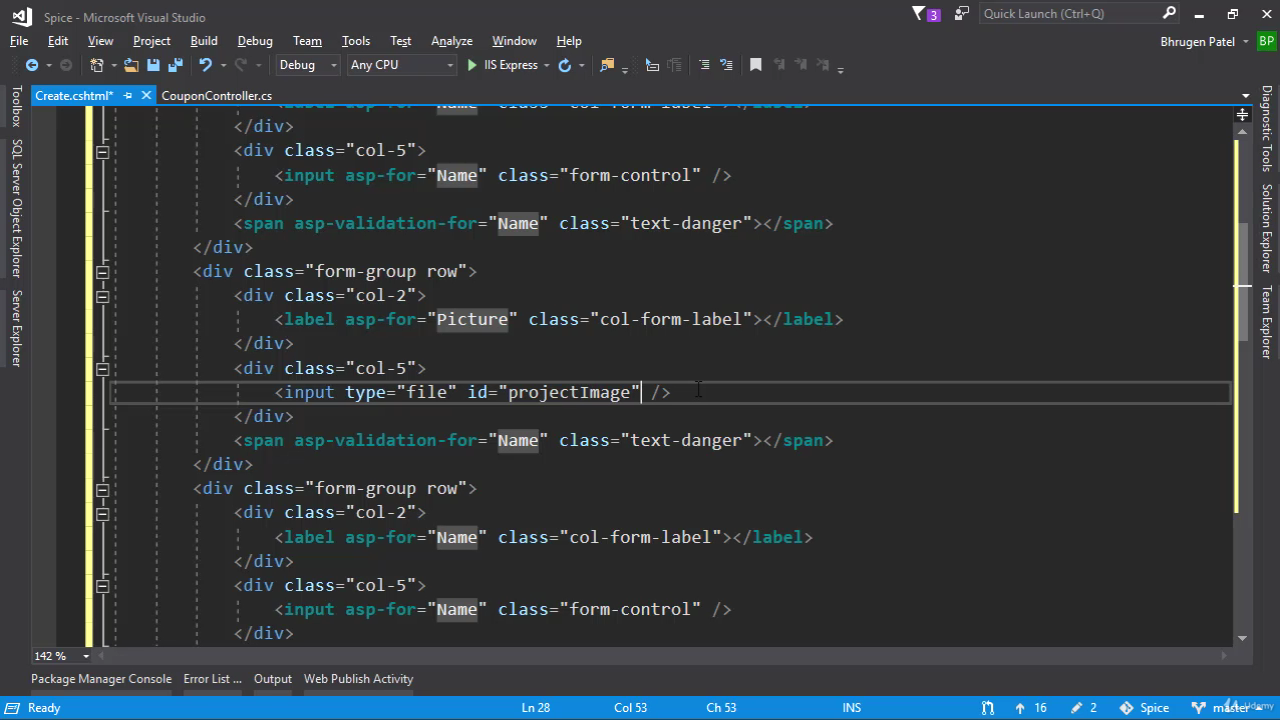 Spice - Microsoft Visual Studio
3
Quick Launch (Ctrl+Q)
File Edit View Project Build Debug Team Tools Test Analyze Window Help
Bhrugen Patel BP
Debug Any CPU IIS Express
Create.cshtml* CouponController.cs
Toolbox
SQL Server Object Explorer
Server Explorer
</div>
<div class="col-5">
<input asp-for="Name" class="form-control" />
</div>
<span asp-validation-for="Name" class="text-danger"></span>
</div>
<div class="form-group row">
<div class="col-2">
<label asp-for="Picture" class="col-form-label"></label>
</div>
<div class="col-5">
<input type="file" id="projectImage" />
</div>
<span asp-validation-for="Name" class="text-danger"></span>
</div>
<div class="form-group row">
<div class="col-2">
<label asp-for="Name" class="col-form-label"></label>
</div>
<div class="col-5">
<input asp-for="Name" class="form-control" />
</div>
Diagnostic Tools
Solution Explorer
Team Explorer
142 %
Package Manager Console Error List ... Output Web Publish Activity
Ready Ln 28 Col 53 Ch 53 INS 16 2 Spice master
Udemy